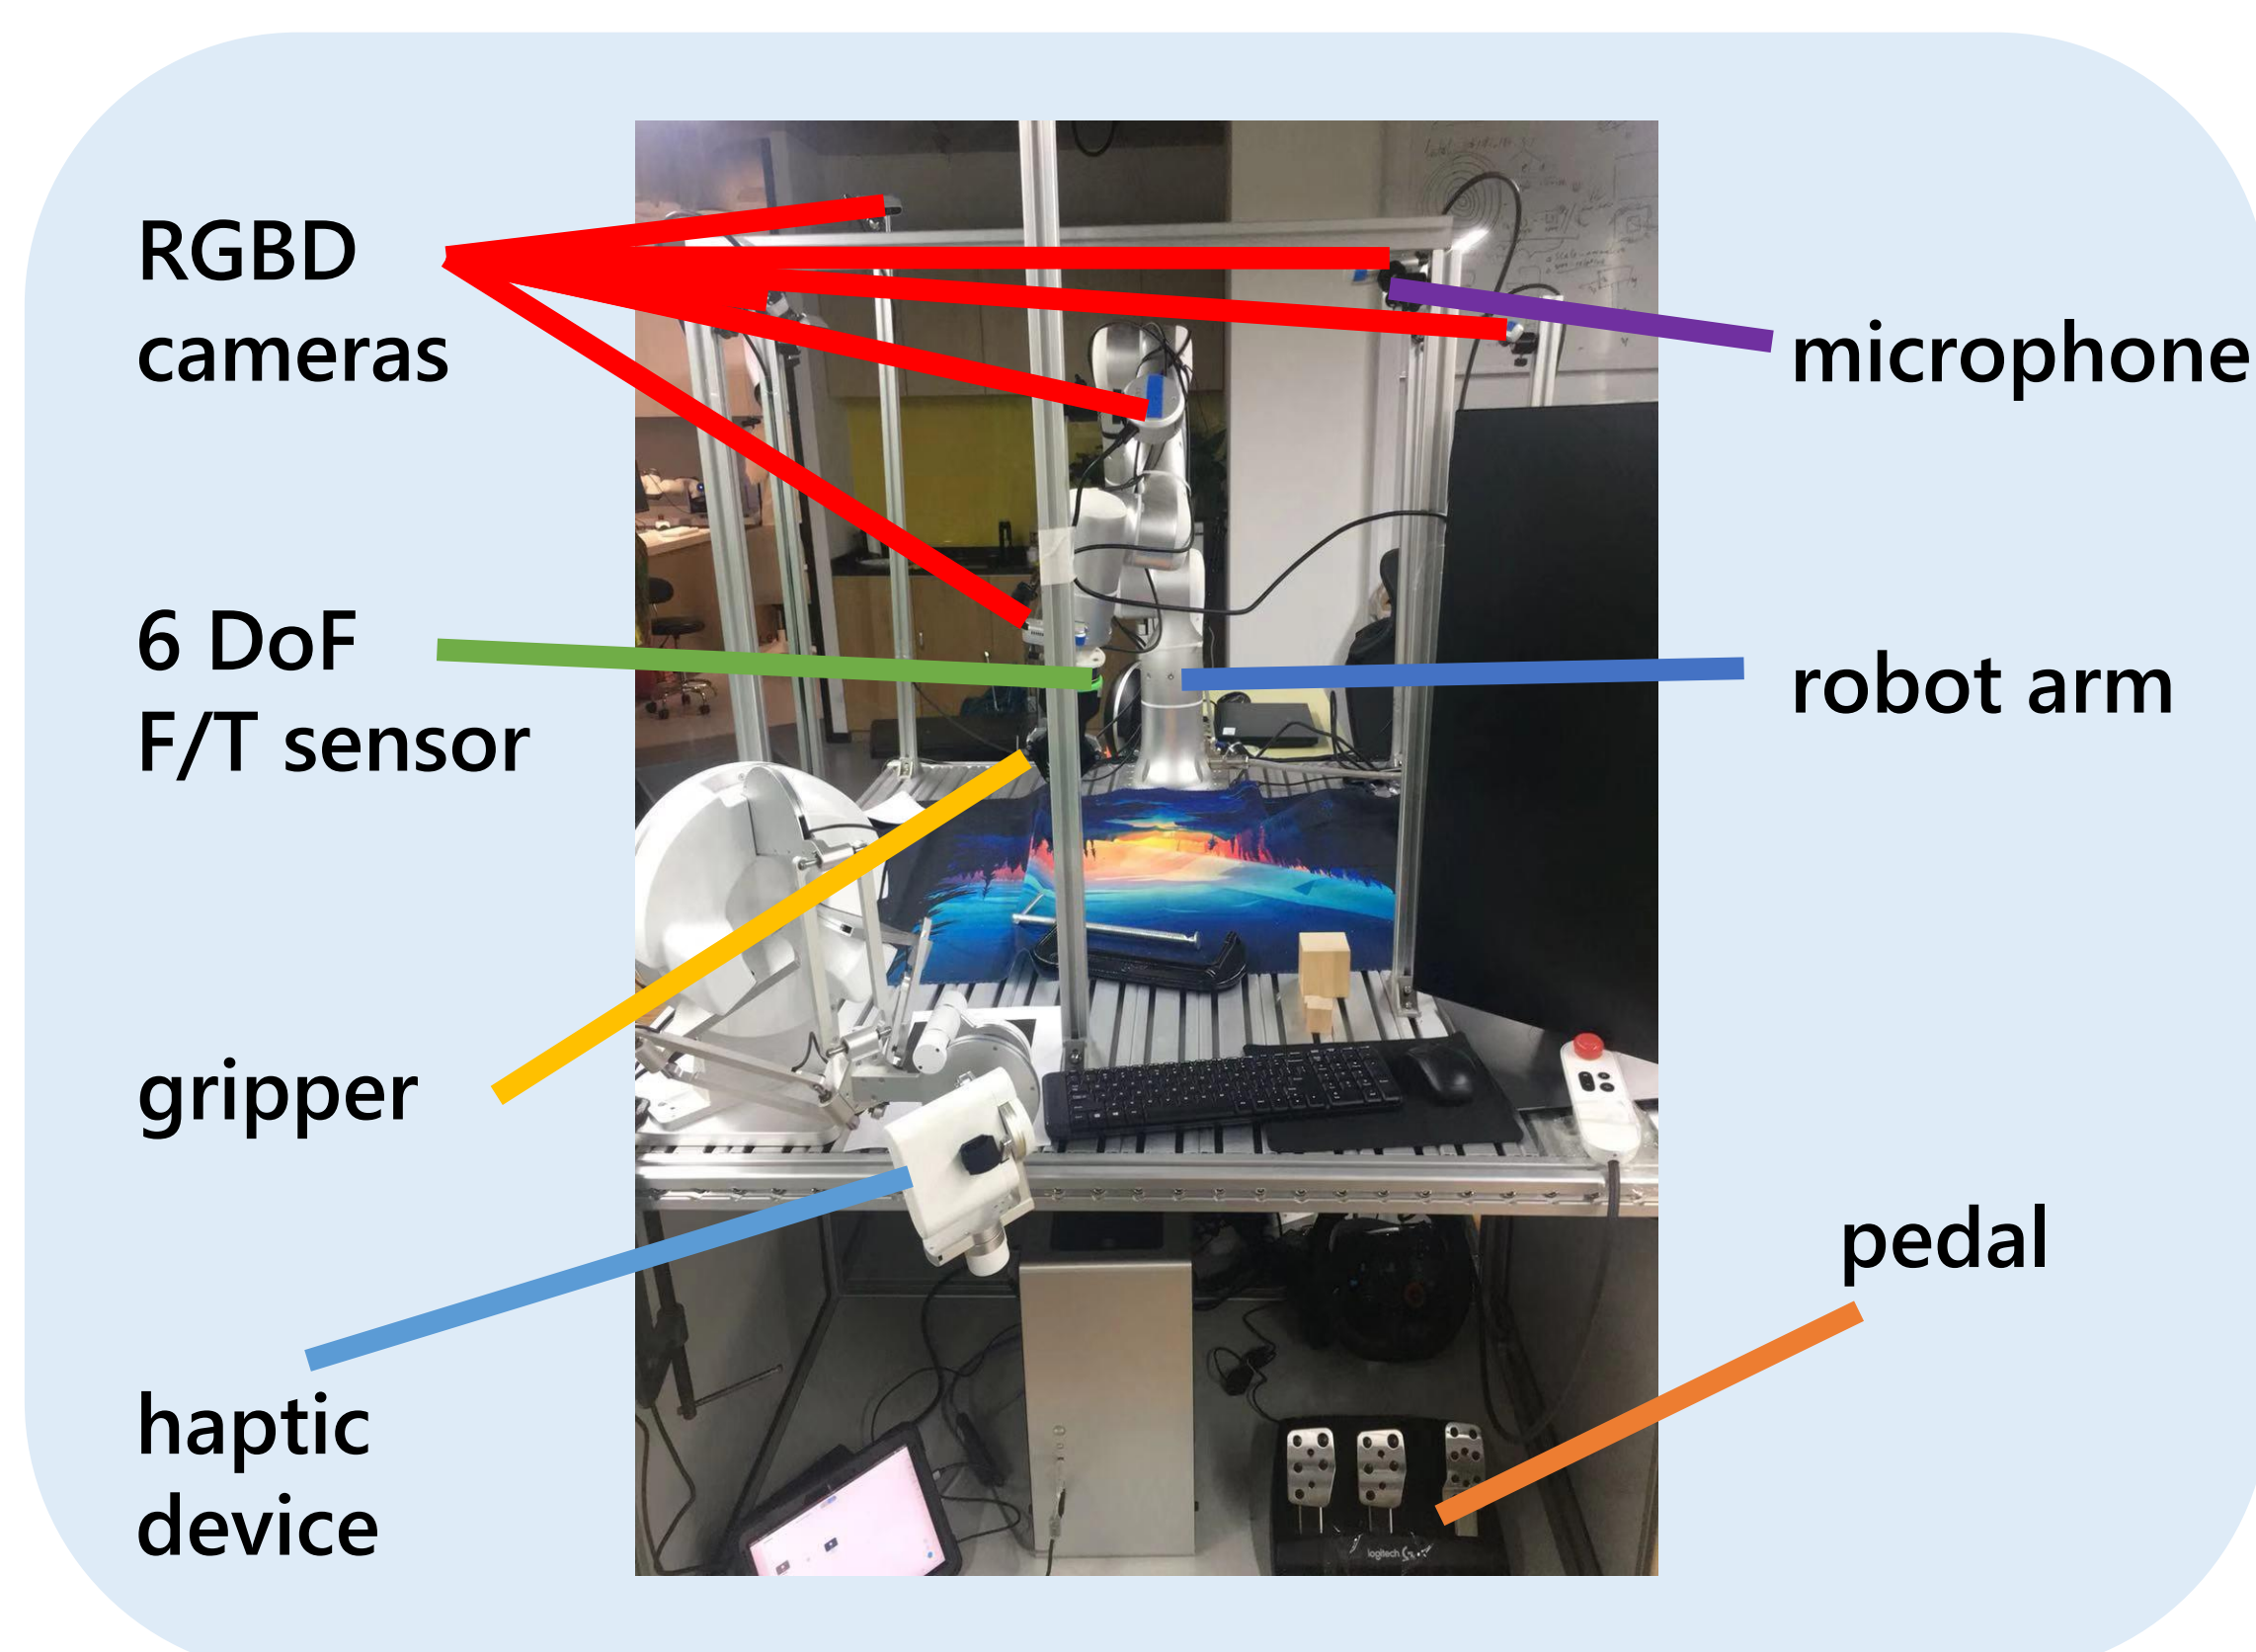 RGBD
cameras
microphone
6 DoF
F/T sensor
robot arm
gripper
pedal
haptic
device
logitech